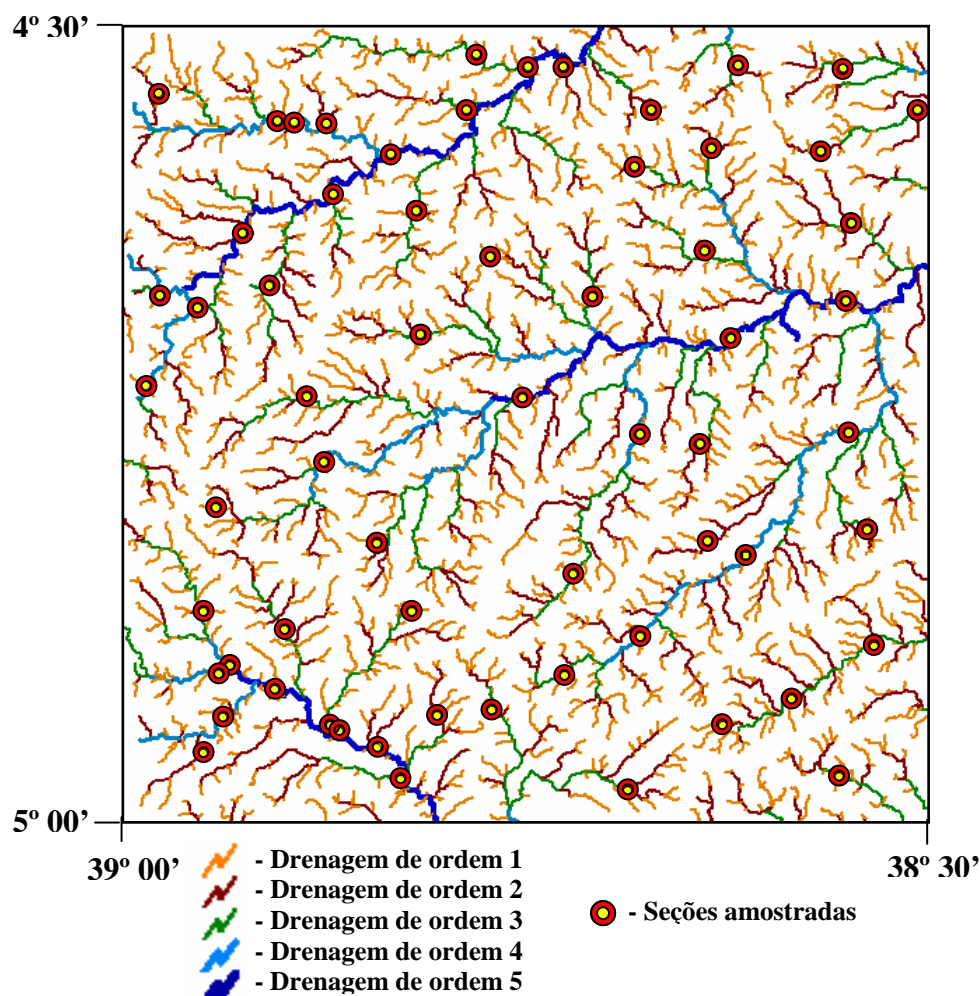 4º 30’
5º 00’
39º 00’
38º 30’
- Drenagem de ordem 1
- Drenagem de ordem 2
- Drenagem de ordem 3
- Drenagem de ordem 4
- Drenagem de ordem 5
- Seções amostradas